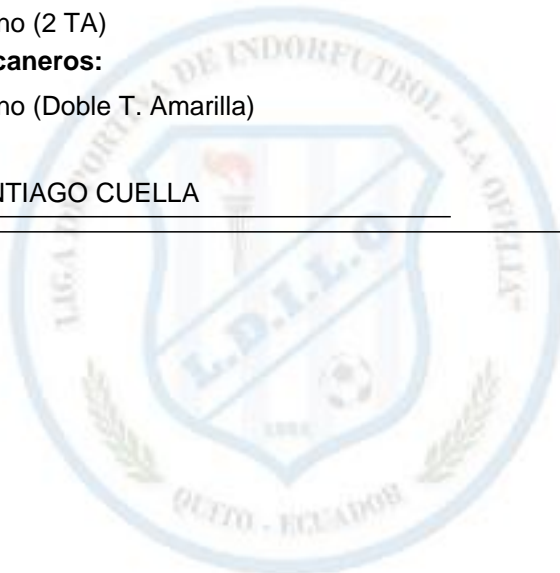 no (2 TA)
caneros:
no (Doble T. Amarilla)
NTIAGO CUELLA
LIGA DEPORTIVA DE INDORFUTBOL "LA OFELIA"
L.D.I.L.O
QUITO - ECUADOR